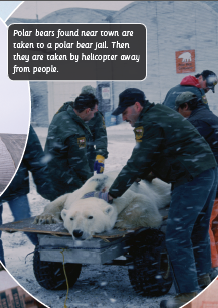 Polar bears found near town are
taken to a polar bear jail. Then
they are taken by helicopter away
from people.